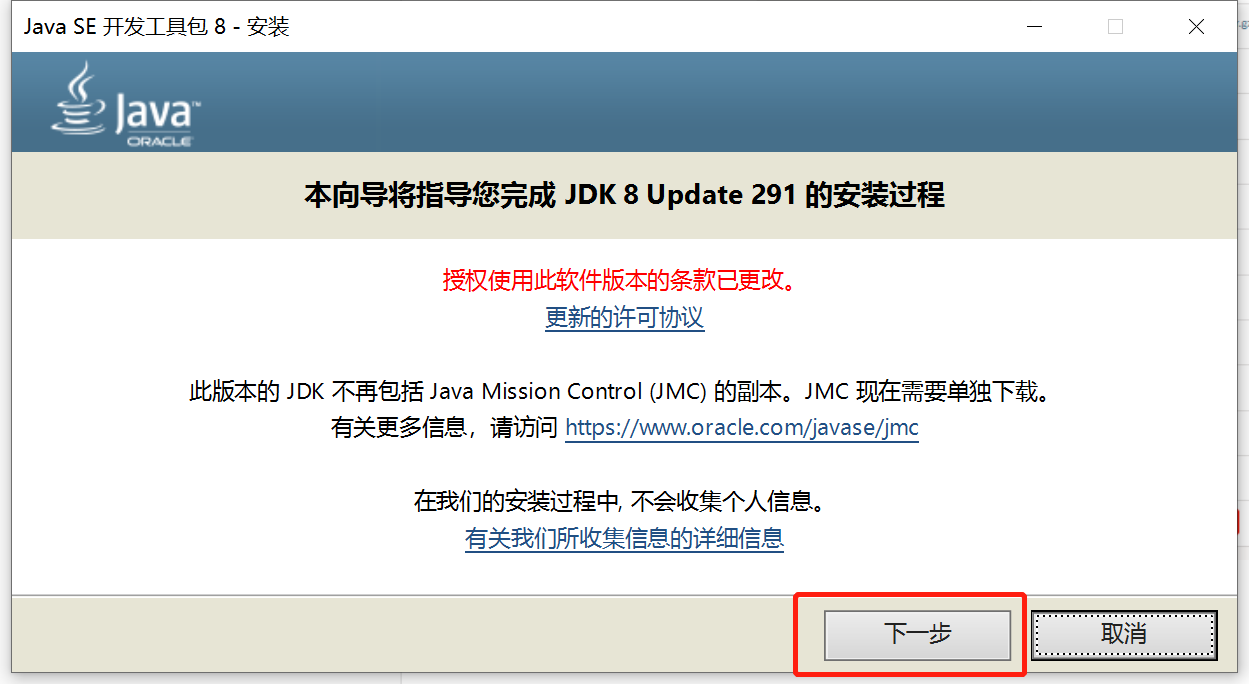 Java SE 开发工具包 8 - 安装
Java™
ORACLE
本向导将指导您完成 JDK 8 Update 291 的安装过程
授权使用此软件版本的条款已更改。
更新的许可协议
此版本的 JDK 不再包括 Java Mission Control (JMC) 的副本。JMC 现在需要单独下载。
有关更多信息，请访问 https://www.oracle.com/javase/jmc
在我们的安装过程中, 不会收集个人信息。
有关我们所收集信息的详细信息
下一步
取消